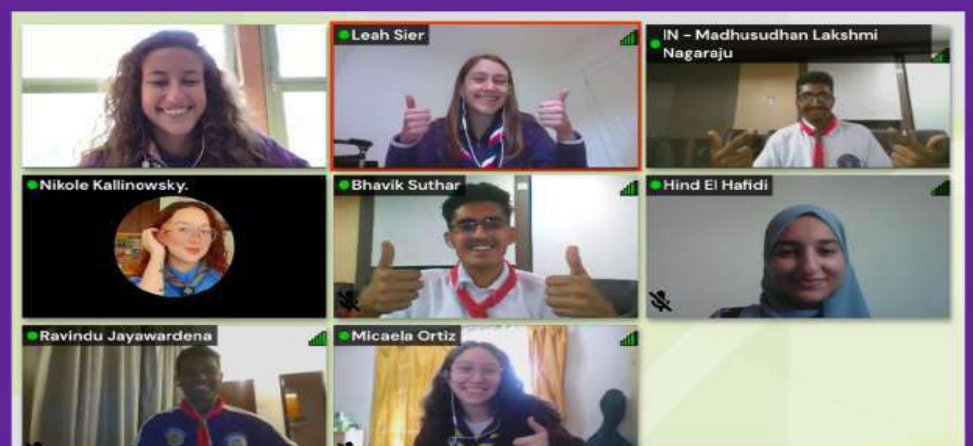 Leah Sier
IN - Madhusudhan Lakshmi
Nagaraju
Nikole Kallinowsky.
Bhavik Suthar
Hind El Hafidi
Ravindu Jayawardena
Micaela Ortiz